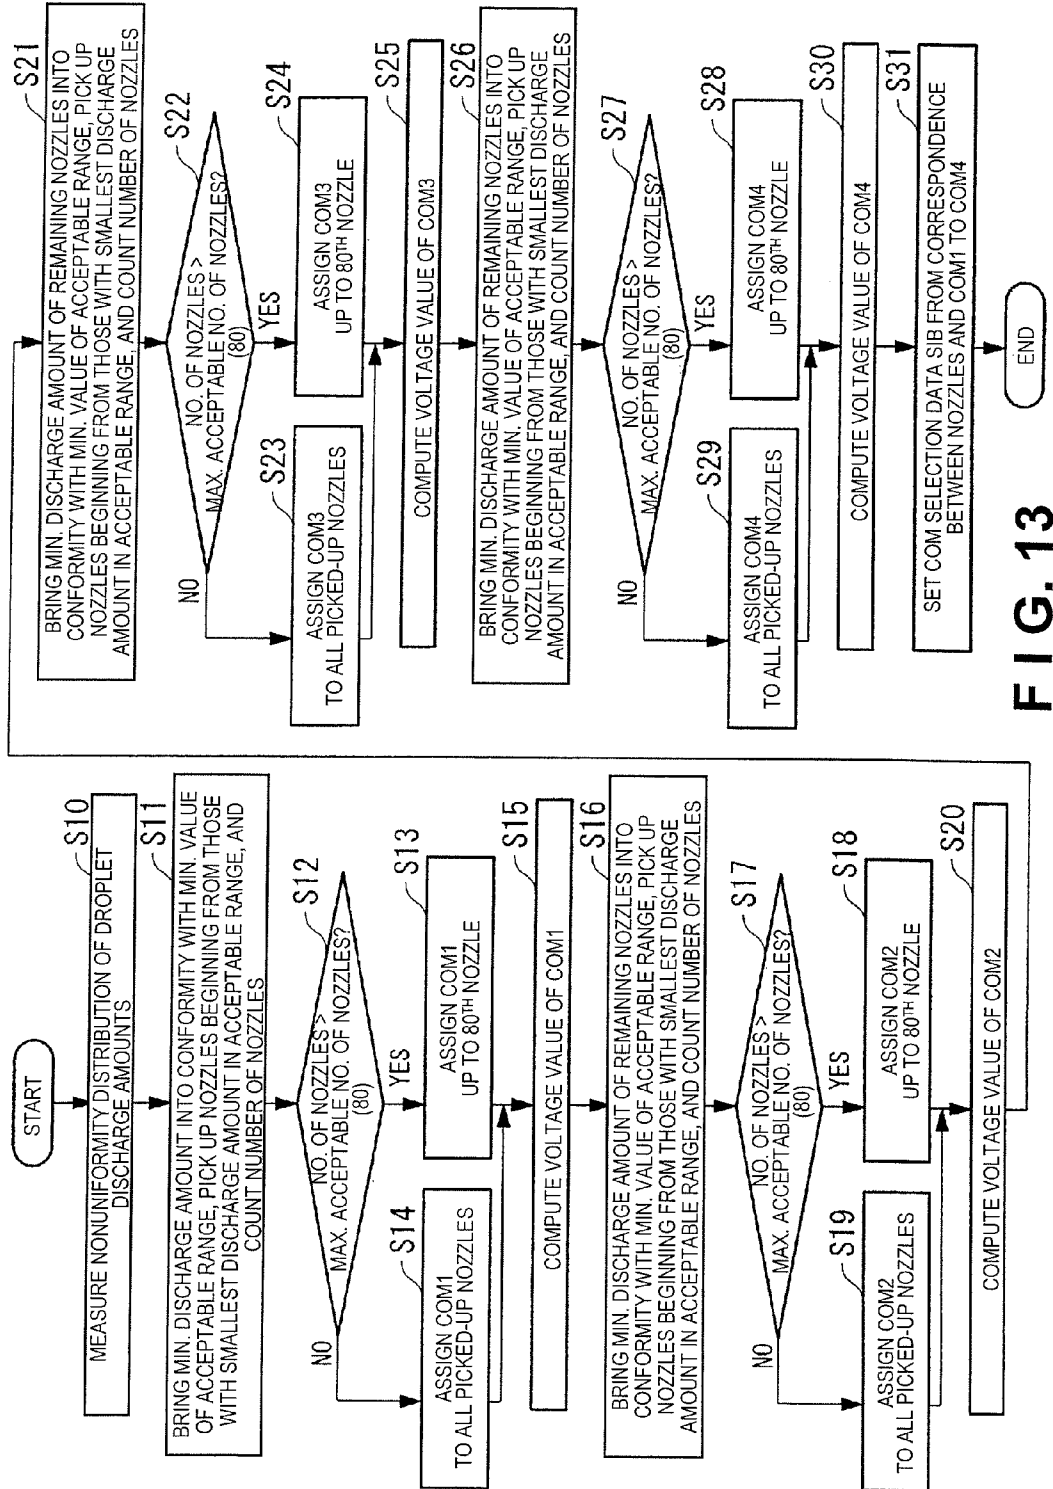 START
S10
MEASURE NONUNIFORMITY DISTRIBUTION OF DROPLET
DISCHARGE AMOUNTS
S11
BRING MIN. DISCHARGE AMOUNT INTO CONFORMITY WITH MIN. VALUE
OF ACCEPTABLE RANGE, PICK UP NOZZLES BEGINNING FROM THOSE
WITH SMALLEST DISCHARGE AMOUNT IN ACCEPTABLE RANGE, AND
COUNT NUMBER OF NOZZLES
S12
NO. OF NOZZLES >
MAX. ACCEPTABLE NO. OF NOZZLES?
(80)
NO
YES
S13
ASSIGN COM1
UP TO 80TH NOZZLE
S14
ASSIGN COM1
TO ALL PICKED-UP NOZZLES
S15
COMPUTE VOLTAGE VALUE OF COM1
S16
BRING MIN. DISCHARGE AMOUNT OF REMAINING NOZZLES INTO
CONFORMITY WITH MIN. VALUE OF ACCEPTABLE RANGE, PICK UP
NOZZLES BEGINNING FROM THOSE WITH SMALLEST DISCHARGE
AMOUNT IN ACCEPTABLE RANGE, AND COUNT NUMBER OF NOZZLES
S17
NO. OF NOZZLES >
MAX. ACCEPTABLE NO. OF NOZZLES?
(80)
NO
YES
S18
ASSIGN COM2
UP TO 80TH NOZZLE
S19
ASSIGN COM2
TO ALL PICKED-UP NOZZLES
S20
COMPUTE VOLTAGE VALUE OF COM2
S21
BRING MIN. DISCHARGE AMOUNT OF REMAINING NOZZLES INTO
CONFORMITY WITH MIN. VALUE OF ACCEPTABLE RANGE, PICK UP
NOZZLES BEGINNING FROM THOSE WITH SMALLEST DISCHARGE
AMOUNT IN ACCEPTABLE RANGE, AND COUNT NUMBER OF NOZZLES
S22
NO. OF NOZZLES >
MAX. ACCEPTABLE NO. OF NOZZLES?
(80)
NO
YES
S23
ASSIGN COM3
TO ALL PICKED-UP NOZZLES
S24
ASSIGN COM3
UP TO 80TH NOZZLE
S25
COMPUTE VOLTAGE VALUE OF COM3
S26
BRING MIN. DISCHARGE AMOUNT OF REMAINING NOZZLES INTO
CONFORMITY WITH MIN. VALUE OF ACCEPTABLE RANGE, PICK UP
NOZZLES BEGINNING FROM THOSE WITH SMALLEST DISCHARGE
AMOUNT IN ACCEPTABLE RANGE, AND COUNT NUMBER OF NOZZLES
S27
NO. OF NOZZLES >
MAX. ACCEPTABLE NO. OF NOZZLES?
(80)
NO
YES
S28
ASSIGN COM4
UP TO 80TH NOZZLE
S29
ASSIGN COM4
TO ALL PICKED-UP NOZZLES
S30
COMPUTE VOLTAGE VALUE OF COM4
S31
SET COM SELECTION DATA SIB FROM CORRESPONDENCE
BETWEEN NOZZLES AND COM1 TO COM4
END
FIG. 13